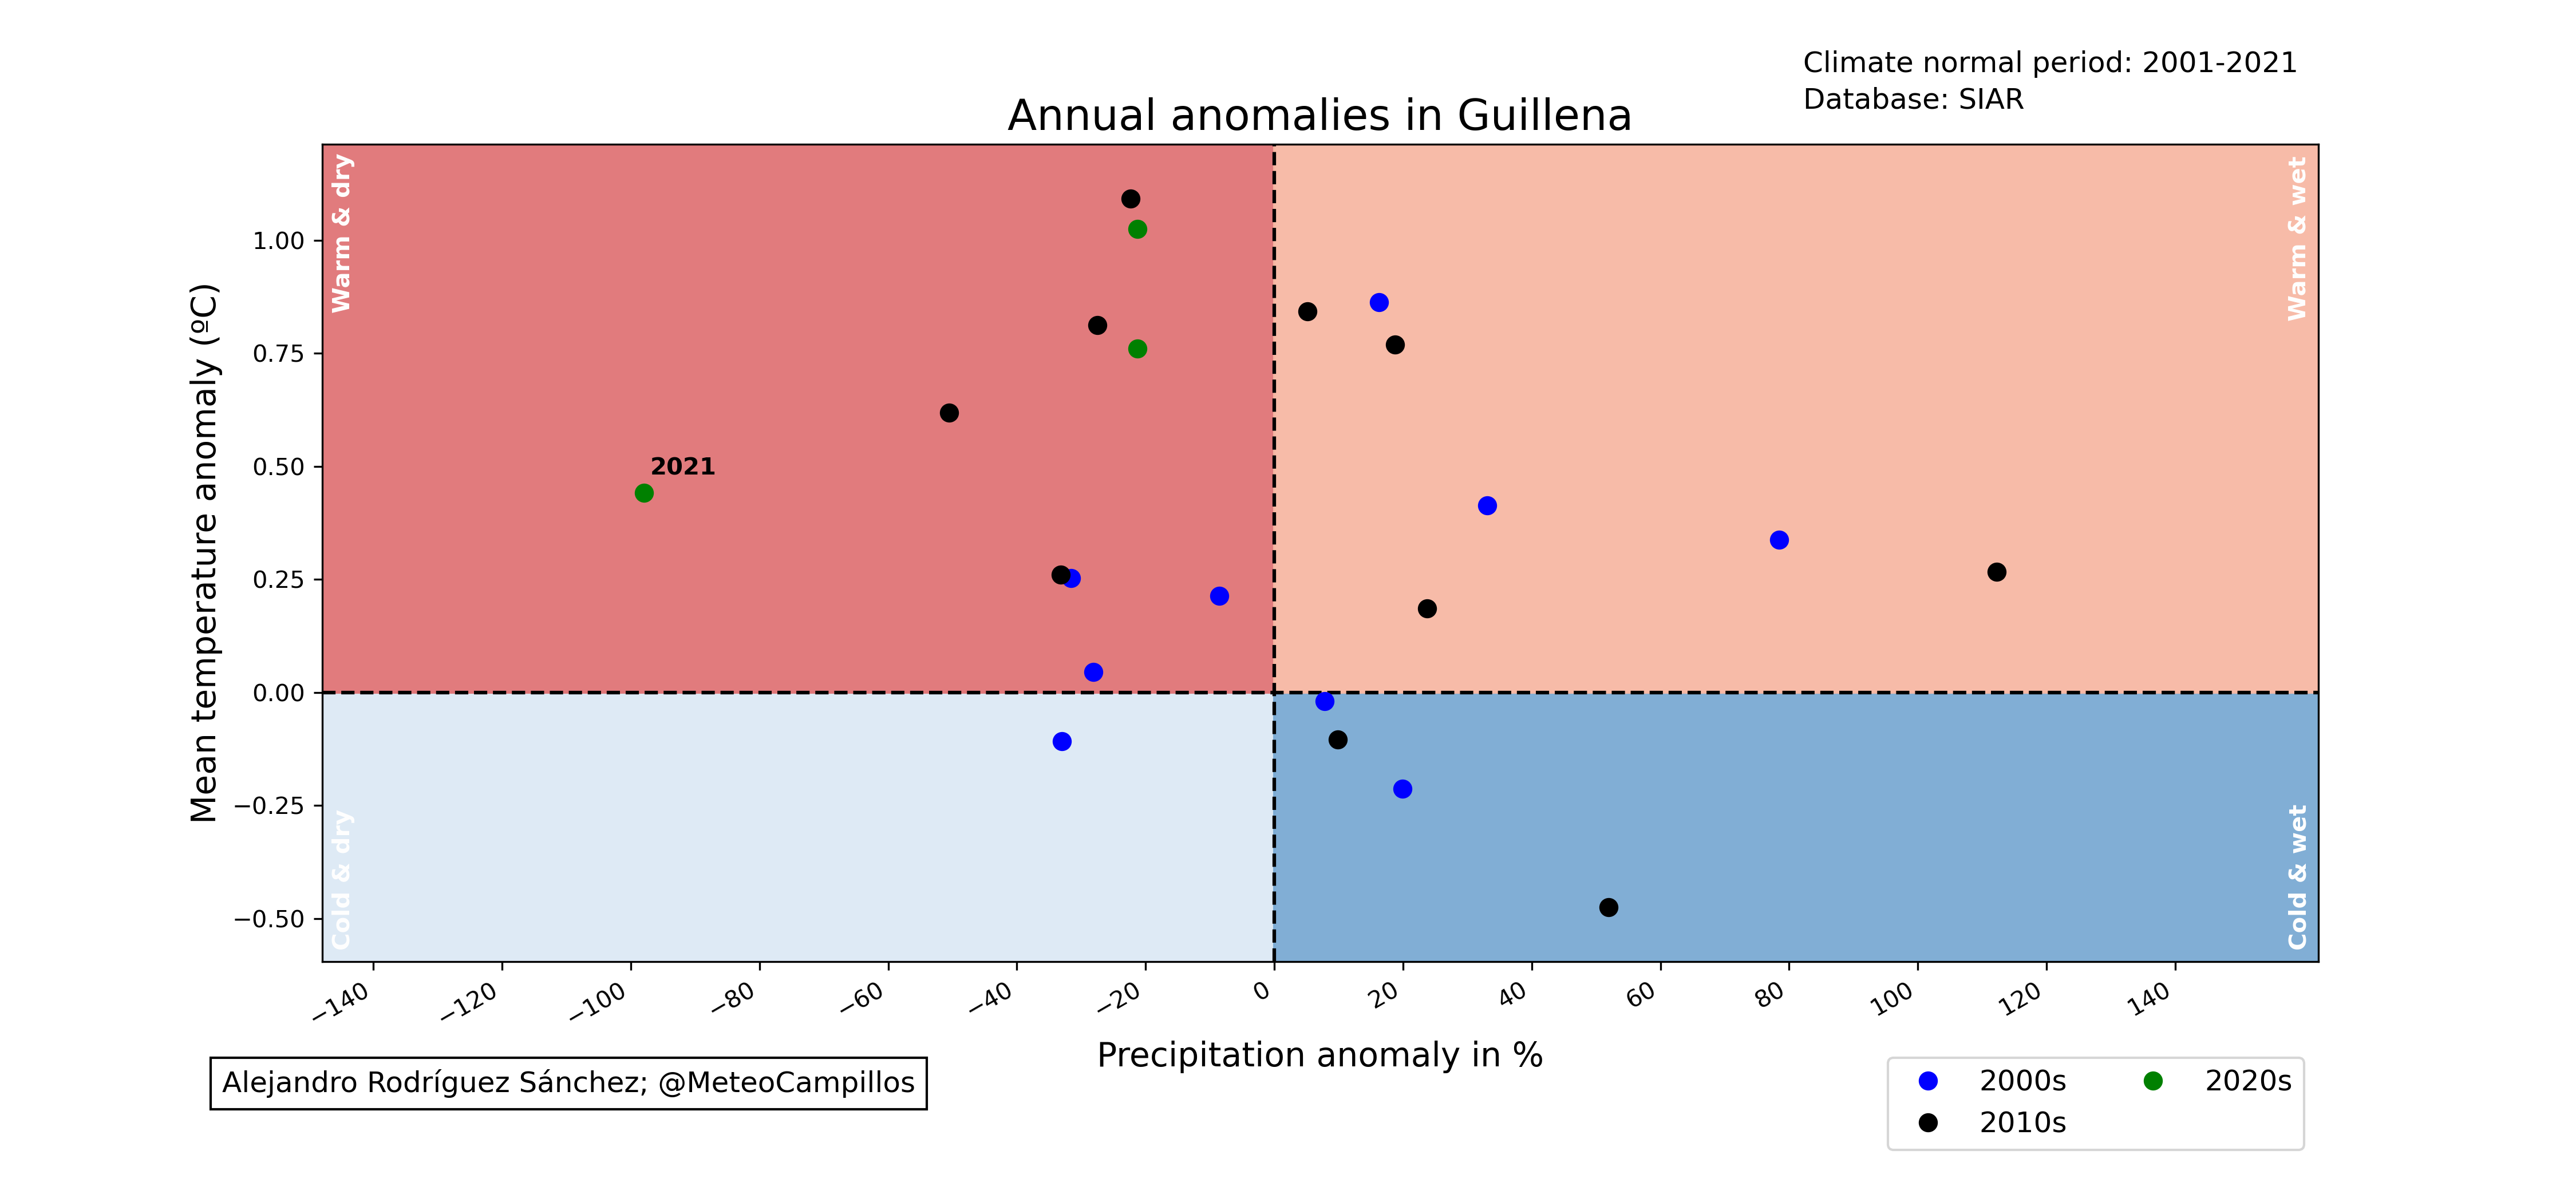 Climate normal period: 2001-2021
Database: SIAR
Annual anomalies in Guillena
Warm & dry
Warm & wet
Mean temperature anomaly (ºC)
1.00
0.75
0.50
0.25
0.00
−0.25
−0.50
2021
Cold & dry
Cold & wet
−140 −120 −100 −80 −60 −40 −20 0 20 40 60 80 100 120 140
Precipitation anomaly in %
Alejandro Rodríguez Sánchez; @MeteoCampillos
2000s 2020s
2010s